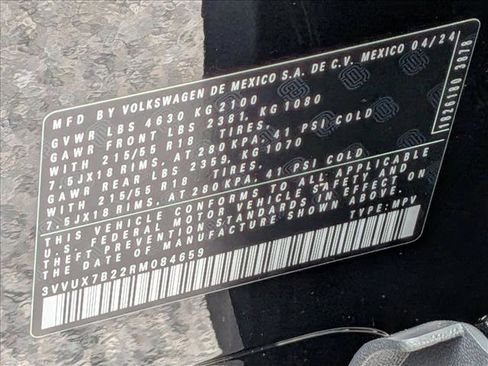 MFD BY VOLKSWAGEN DE MEXICO S.A. DE C.V. MEXICO 04/24
GVWR LBS 4630 KG 2100
GAWR FRONT LBS 2381, KG 1080
WITH 215/55 R18 TIRES,
7.5JX18 RIMS, AT 280 KPA, 41 PSI COLD
GAWR REAR LBS 2359, KG 1070
WITH 215/55 R18 TIRES,
7.5JX18 RIMS, AT 280 KPA, 41 PSI COLD.
THIS VEHICLE CONFORMS TO ALL APPLICABLE
U.S. FEDERAL MOTOR VEHICLE SAFETY AND
THEFT PREVENTION STANDARDS IN EFFECT ON
THE DATE OF MANUFACTURE SHOWN ABOVE.
TYPE: MPV
3VVUX7B22RM084659